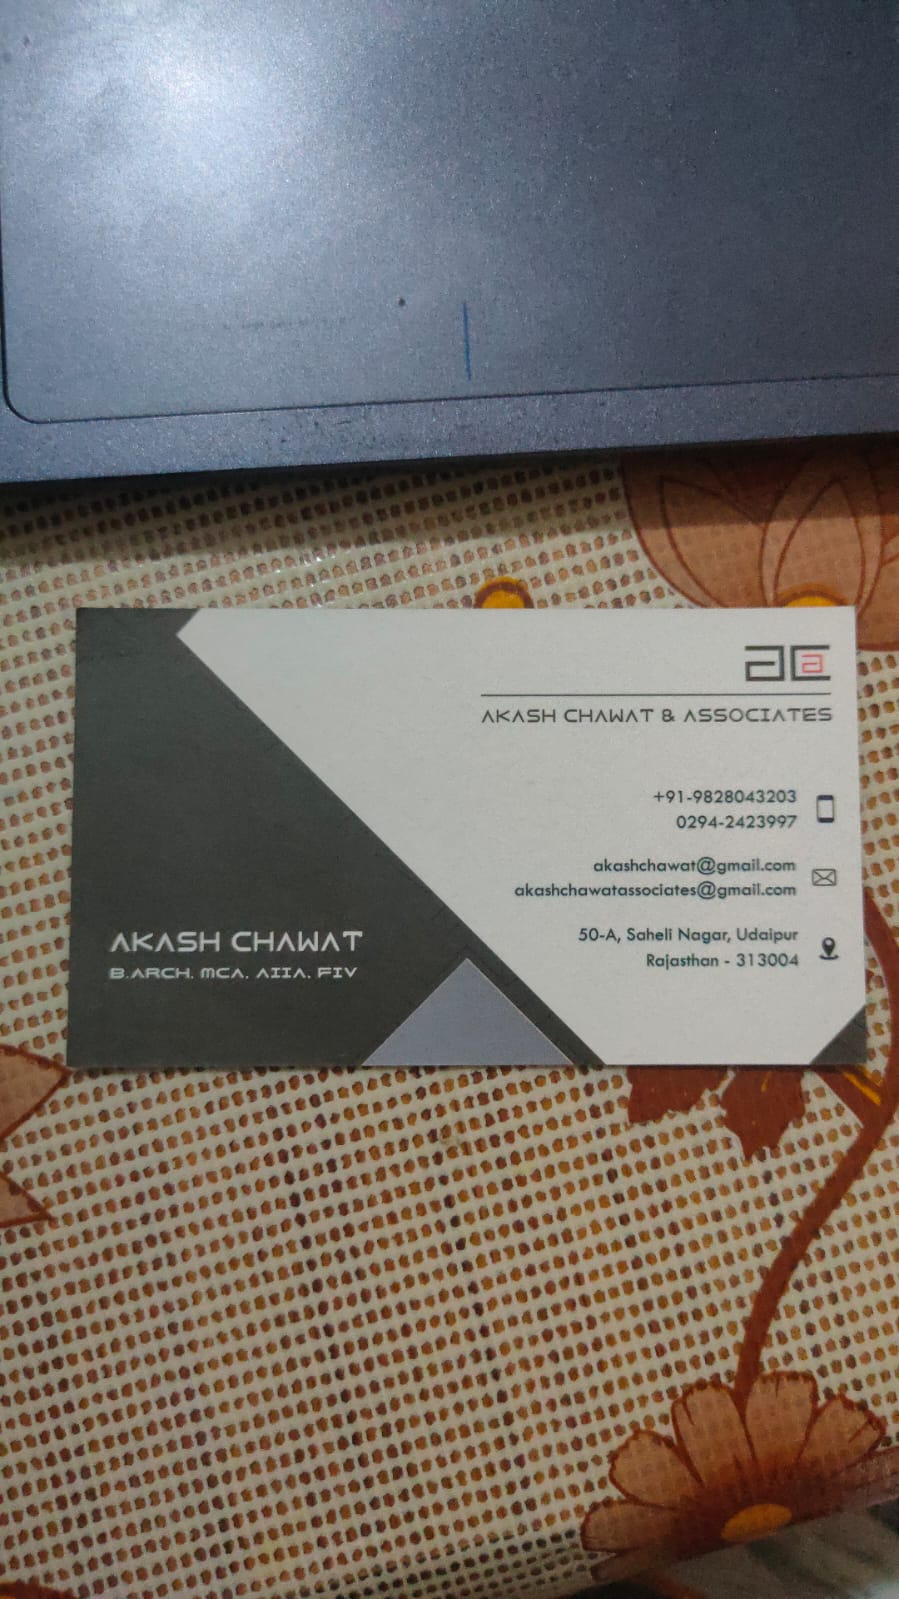 AKASH CHAWAT & ASSOCIATES
+91-9828043203
0294-2423997
akashchawat@gmail.com
akashchawatassociates@gmail.com
50-A, Saheli Nagar, Udaipur
Rajasthan - 313004
AKASH CHAWAT
B.ARCH. MCA. AIIA. FIV